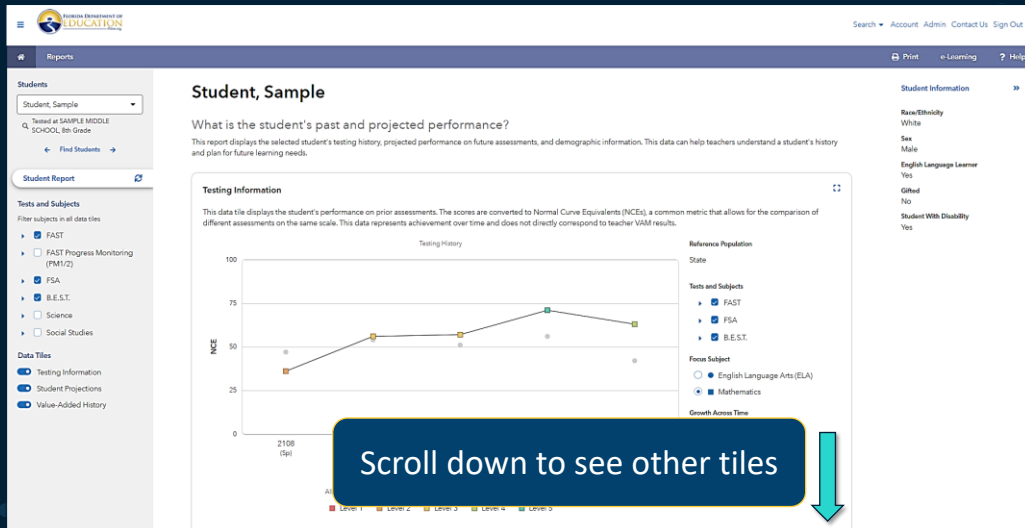 FLORIDA DEPARTMENT OF
EDUCATION
Search Account Admin Contact Us Sign Out
Reports
Print e-Learning ? Help
Students
Student, Sample
Tested at SAMPLE MIDDLE
SCHOOL, 8th Grade
← Find Students →
Student Report
Tests and Subjects
Filter subjects in all data tiles
FAST
FAST Progress Monitoring
(PM1/2)
FSA
B.E.S.T.
Science
Social Studies
Data Tiles
Testing Information
Student Projections
Value-Added History
Student, Sample
What is the student's past and projected performance?
This report displays the selected student's testing history, projected performance on future assessments, and demographic information. This data can help teachers understand a student's history
and plan for future learning needs.
Testing Information
This data tile displays the student's performance on prior assessments. The scores are converted to Normal Curve Equivalents (NCEs), a common metric that allows for the comparison of
different assessments on the same scale. This data represents achievement over time and does not directly correspond to teacher VAM results.
Testing History
100
75
50
25
0
NCE
2108
(Sp)
Reference Population
State
Tests and Subjects
FAST
FSA
B.E.S.T.
Focus Subject
English Language Arts (ELA)
Mathematics
Growth Across Time
Scroll down to see other tiles
Level 1 Level 2 Level 3 Level 4 Level 5
Student Information »
Race/Ethnicity
White
Sex
Male
English Language Learner
Yes
Gifted
No
Student With Disability
Yes